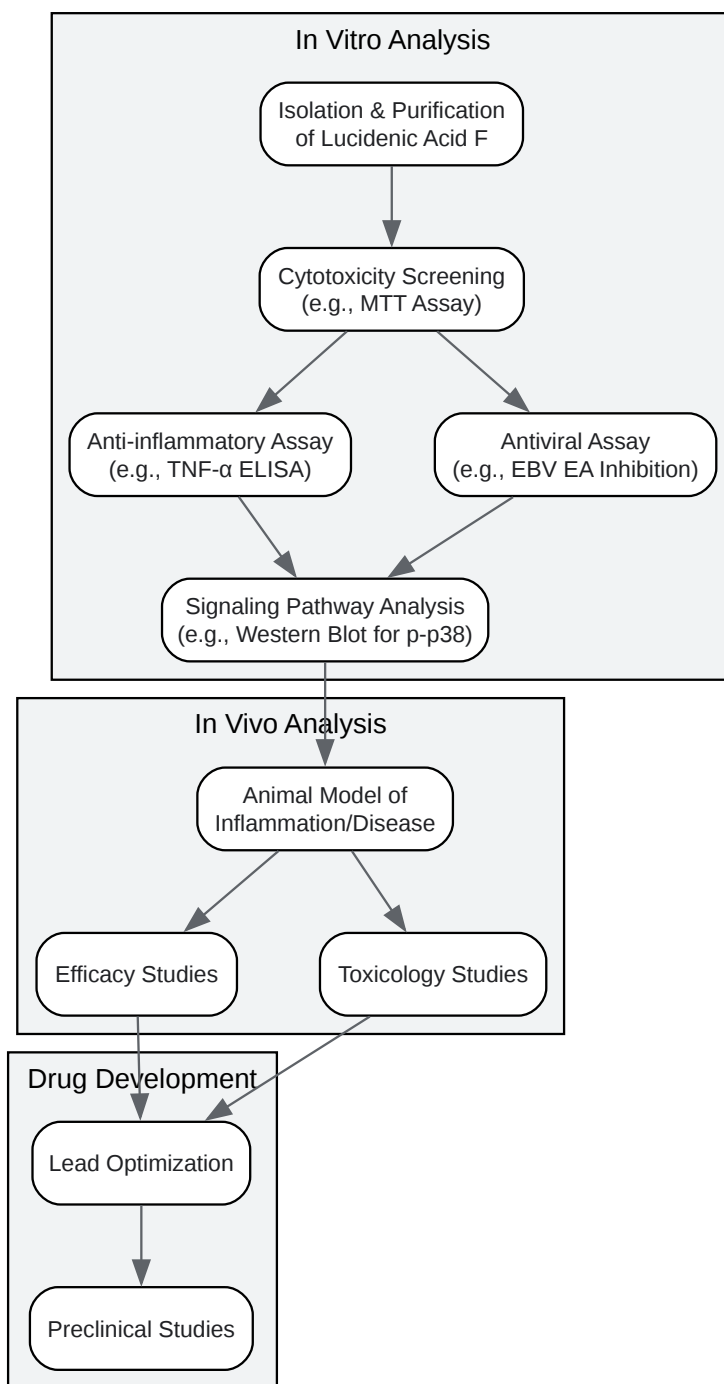 In Vitro Analysis
Isolation & Purification
of Lucidenic Acid F
Cytotoxicity Screening
(e.g., MTT Assay)
Anti-inflammatory Assay
(e.g., TNF-α ELISA)
Antiviral Assay
(e.g., EBV EA Inhibition)
Signaling Pathway Analysis
(e.g., Western Blot for p-p38)
In Vivo Analysis
Animal Model of
Inflammation/Disease
Efficacy Studies
Toxicology Studies
Drug Development
Lead Optimization
Preclinical Studies